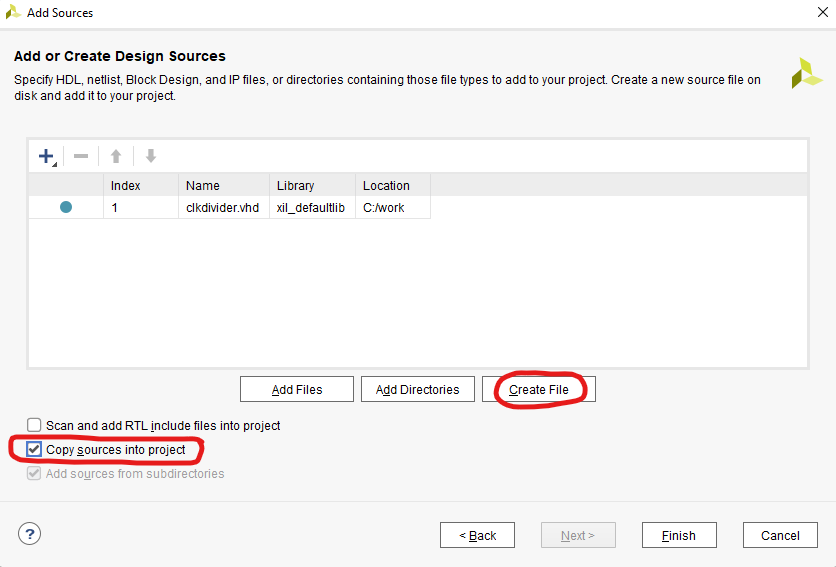 Add Sources
Add or Create Design Sources
Specify HDL, netlist, Block Design, and IP files, or directories containing those file types to add to your project. Create a new source file on
disk and add it to your project.
Index Name Library Location
1 clkdivider.vhd xil_defaultlib C:/work
Add Files Add Directories Create File
Scan and add RTL include files into project
Copy sources into project
Add sources from subdirectories
? < Back Next > Finish Cancel